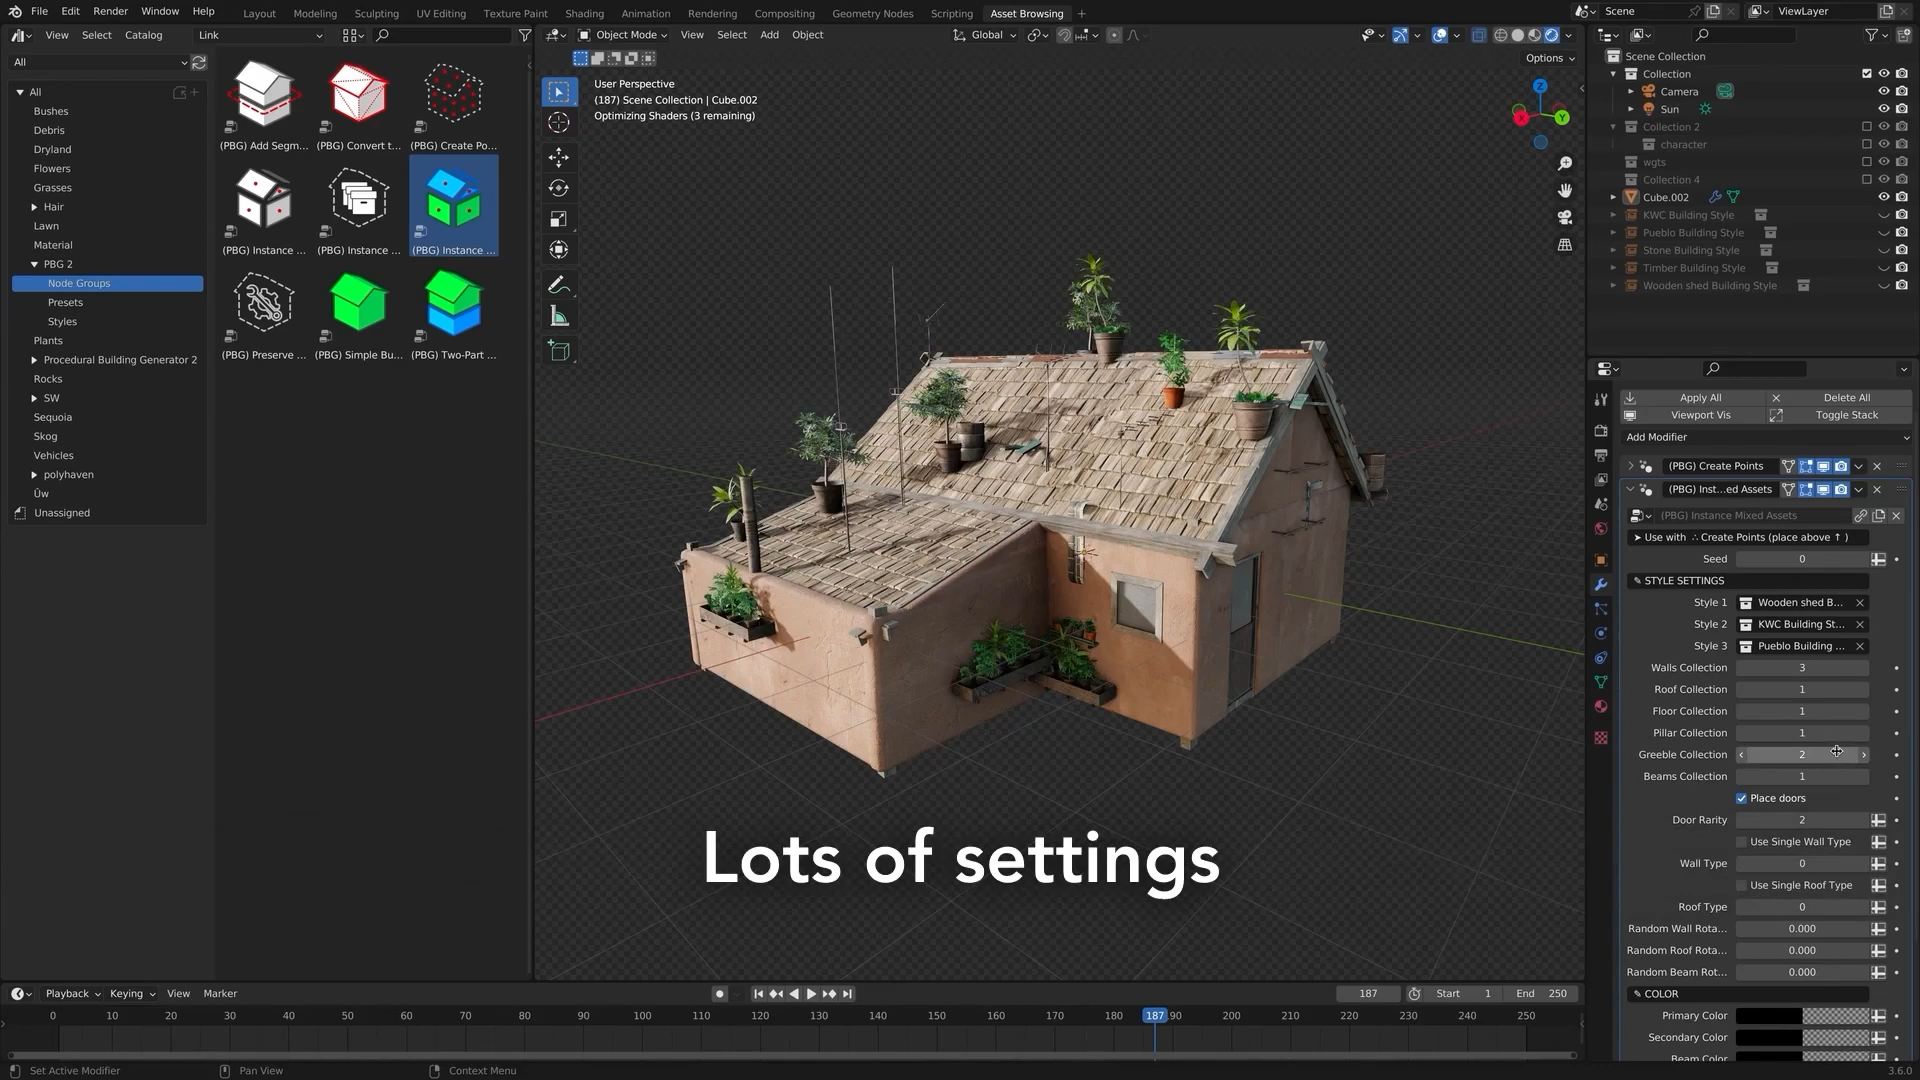 File Edit Render Window Help
Layout Modeling Sculpting UV Editing Texture Paint Shading Animation Rendering Compositing Geometry Nodes Scripting Asset Browsing +
Scene
ViewLayer
View Select Catalog
Link
All
All
Bushes
Debris
Dryland
Flowers
Grasses
Hair
Lawn
Material
PBG 2
Node Groups
Presets
Styles
Plants
Procedural Building Generator 2
Rocks
SW
Sequoia
Skog
Vehicles
polyhaven
Ůw
Unassigned
(PBG) Add Segm... (PBG) Convert t... (PBG) Create Po...
(PBG) Instance ... (PBG) Instance ... (PBG) Instance ...
(PBG) Preserve ... (PBG) Simple Bu... (PBG) Two-Part ...
Object Mode View Select Add Object
Global
Options
User Perspective
(187) Scene Collection | Cube.002
Optimizing Shaders (3 remaining)
Z
X
Y
Lots of settings
Scene Collection
Collection
Camera
Sun
Collection 2
character
wgts
Collection 4
Cube.002
KWC Building Style
Pueblo Building Style
Stone Building Style
Timber Building Style
Wooden shed Building Style
Apply All Delete All
Viewport Vis Toggle Stack
Add Modifier
(PBG) Create Points
(PBG) Inst...ed Assets
(PBG) Instance Mixed Assets
➤ Use with ∴ Create Points (place above ↑ )
Seed 0
✎ STYLE SETTINGS
Style 1 Wooden shed B...
Style 2 KWC Building St...
Style 3 Pueblo Building ...
Walls Collection 3
Roof Collection 1
Floor Collection 1
Pillar Collection 1
Greeble Collection 2
Beams Collection 1
Place doors
Door Rarity 2
Use Single Wall Type
Wall Type 0
Use Single Roof Type
Roof Type 0
Random Wall Rota... 0.000
Random Roof Rota... 0.000
Random Beam Rot... 0.000
✎ COLOR
Primary Color
Secondary Color
Beam Color
Playback Keying View Marker
187 Start 1 End 250
0 10 20 30 40 50 60 70 80 90 100 110 120 130 140 150 160 170 180 187 90 200 210 220 230 240 250
Set Active Modifier Pan View Context Menu
3.6.0